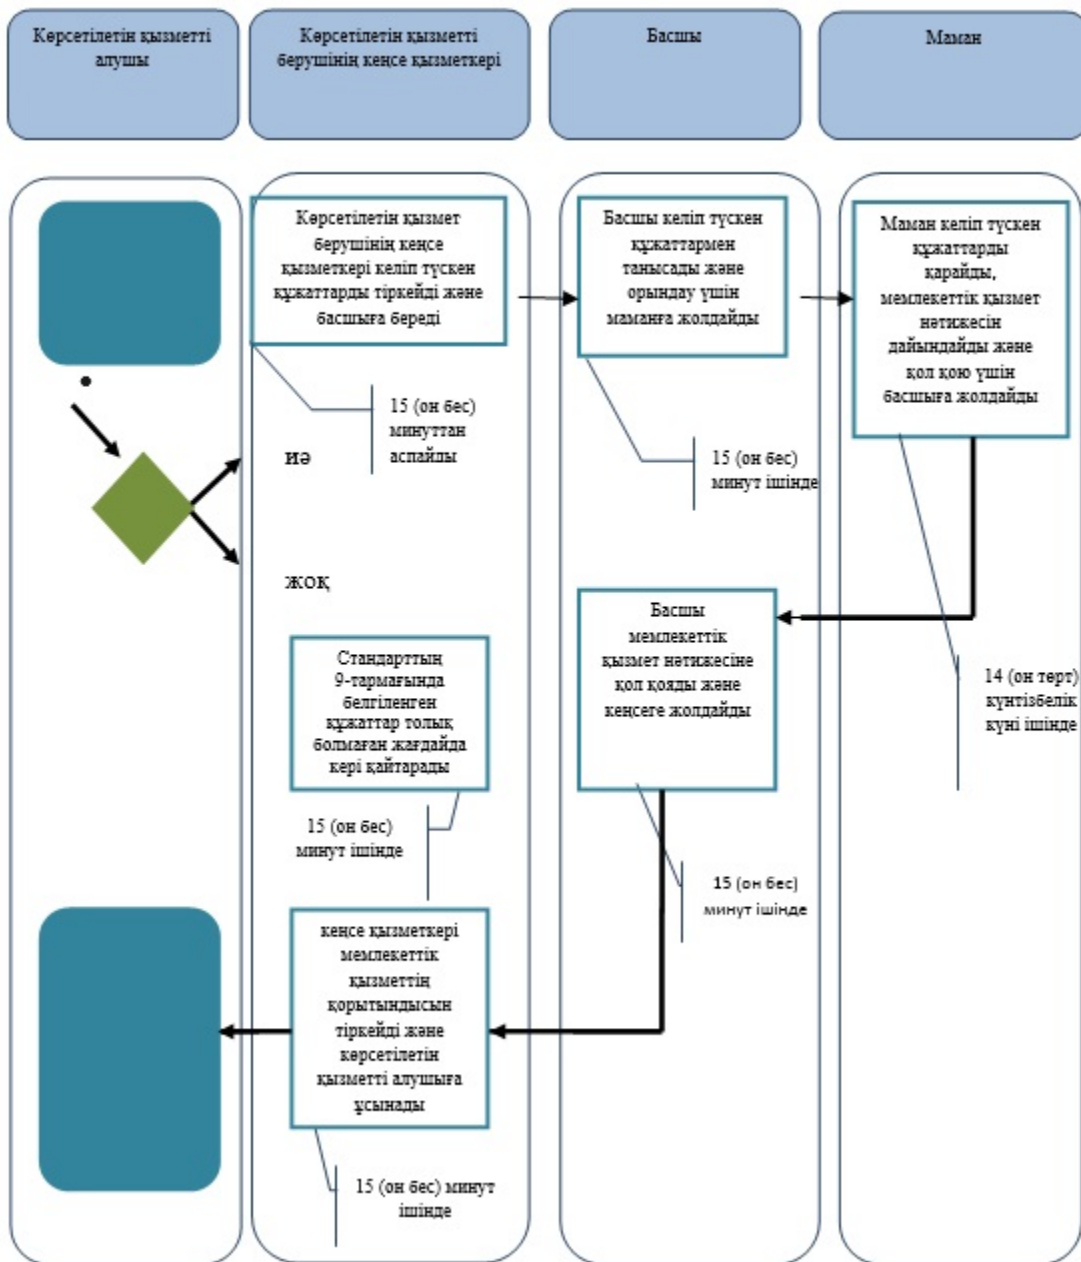 Көрсетілетін қызметті
алушы
Көрсетілетін қызметті
берушінің кеңсе қызметкері
Басшы
Маман
Көрсетілетін қызмет
берушінің кеңсе
қызметкері келіп түскен
құжаттарды тіркейді және
басшыға береді
15 (он бес)
минуттан
аспайды
Басшы келіп түскен
құжаттармен
танысады және
орындау үшін
маманға жолдайды
15 (он бес)
минут ішінде
Маман келіп түскен
құжаттарды
қарайды,
мемлекеттік қызмет
нәтижесін
дайындайды және
қол қою үшін
басшыға жолдайды
14 (он төрт)
күнтізбелік
күні ішінде
иә
жоқ
Стандарттың
9-тармағында
белгіленген
құжаттар толық
болмаған жағдайда
кері қайтарады
15 (он бес)
минут ішінде
Басшы
мемлекеттік
қызмет нәтижесіне
қол қояды және
кеңсеге жолдайды
15 (он бес)
минут ішінде
кеңсе қызметкері
мемлекеттік
қызметтің
қорытындысын
тіркейді және
көрсетілетін
қызметті алушыға
ұсынады
15 (он бес) минут
ішінде